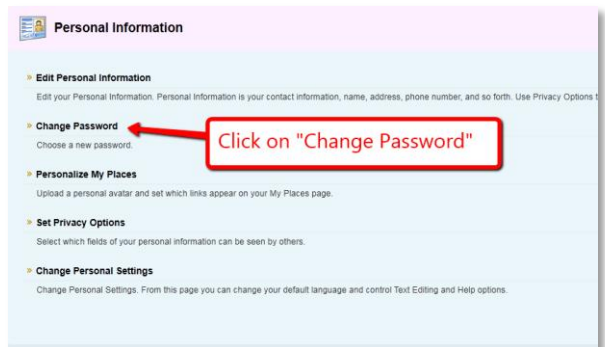 Personal Information
» Edit Personal Information
Edit your Personal Information. Personal Information is your contact information, name, address, phone number, and so forth. Use Privacy Options t
» Change Password
Click on "Change Password"
Choose a new password.
» Personalize My Places
Upload a personal avatar and set which links appear on your My Places page.
» Set Privacy Options
Select which fields of your personal information can be seen by others.
» Change Personal Settings
Change Personal Settings. From this page you can change your default language and control Text Editing and Help options.